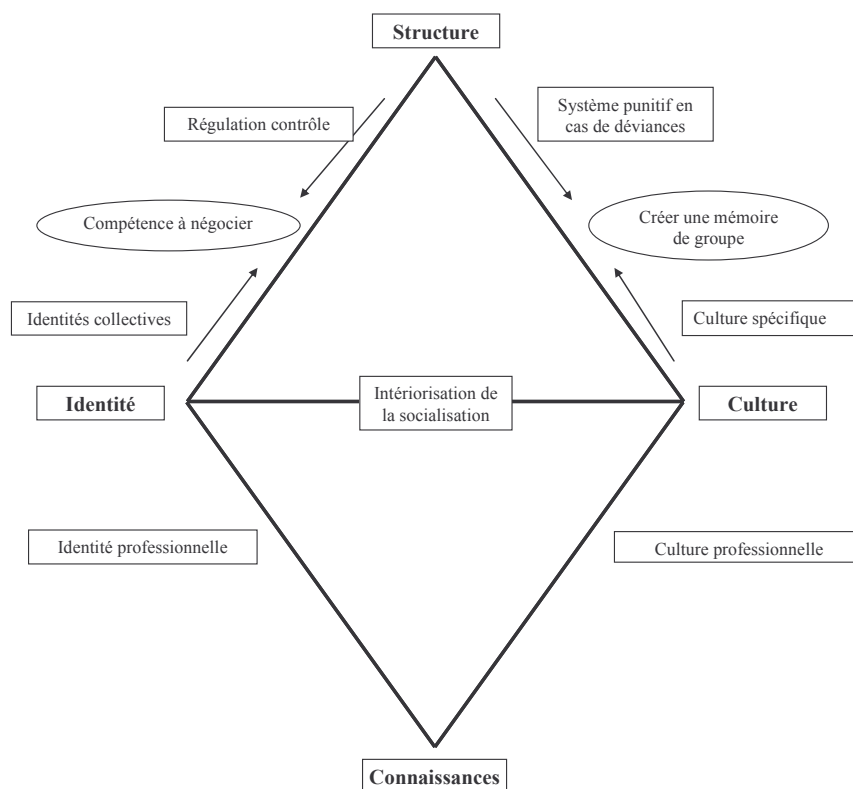 Structure
Régulation contrôle
Système punitif en
cas de déviances
Compétence à négocier
Créer une mémoire
de groupe
Identités collectives
Culture spécifique
Identité
Intériorisation de
la socialisation
Culture
Identité professionnelle
Culture professionnelle
Connaissances